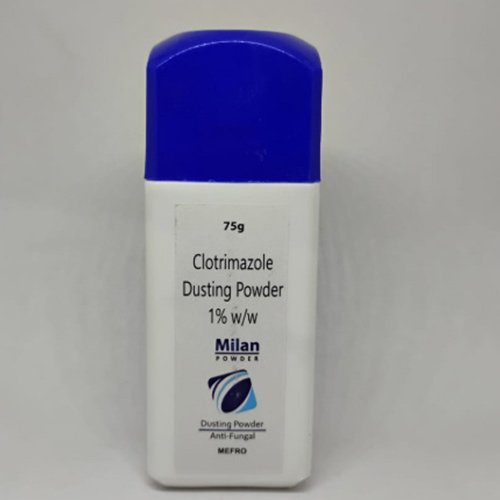 75g
Clotrimazole
Dusting Powder
1% w/w
Milan
POWDER
Dusting Powder
Anti-Fungal
MEFRO